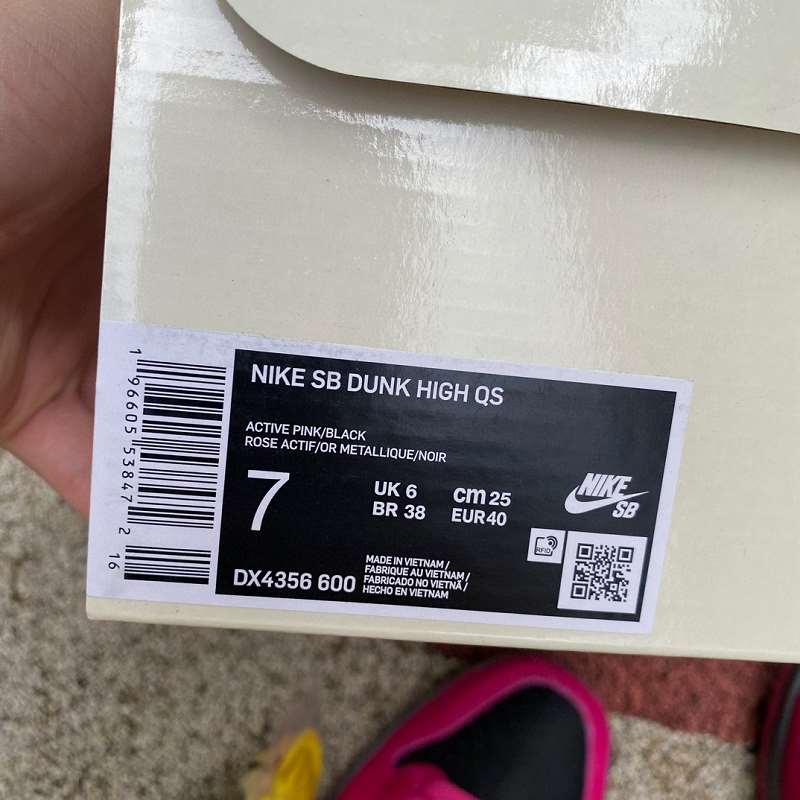 NIKE SB DUNK HIGH QS
ACTIVE PINK/BLACK
ROSE ACTIF/OR METALLIQUE/NOIR
7
UK 6
cm 25
BR 38
EUR 40
NIKE
SB
RFID
DX4356 600
MADE IN VIETNAM /
FABRIQUE AU VIETNAM /
FABRICADO NO VIETNÃ /
HECHO EN VIETNAM
1 96605 53847 2 16